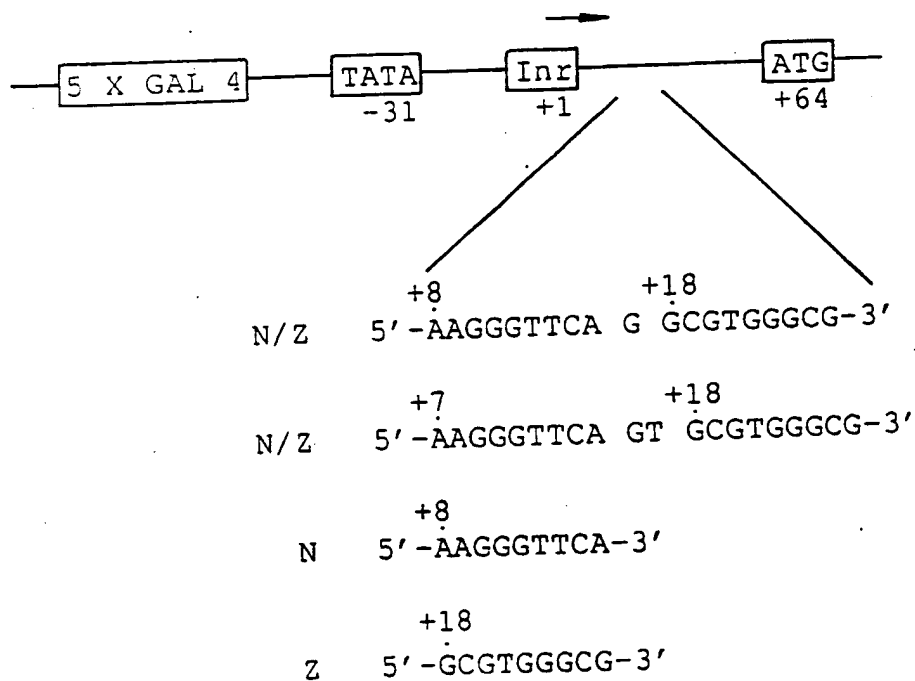 5 X GAL 4 TATA Inr ATG
-31 +1 +64
+8 +18
N/Z 5'-AAGGGTTCA G GCGTGGGCG-3'
+7 +18
N/Z 5'-AAGGGTTCA GT GCGTGGGCG-3'
+8
N 5'-AAGGGTTCA-3'
+18
Z 5'-GCGTGGGCG-3'